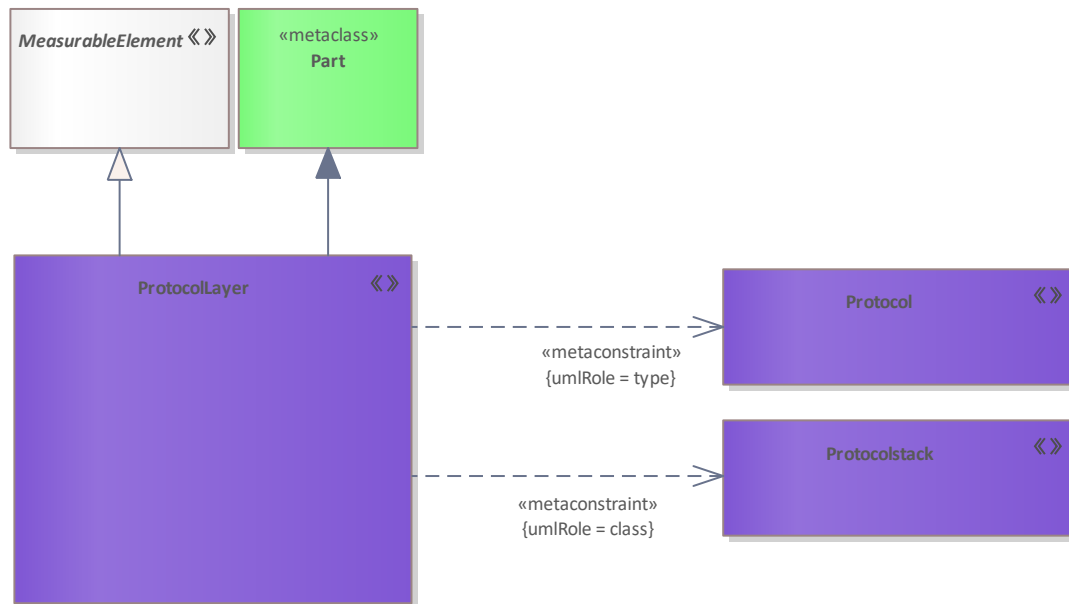 MeasurableElement «»
«metaclass»
Part
ProtocolLayer «»
Protocol «»
«metaconstraint»
{umlRole = type}
Protocolstack «»
«metaconstraint»
{umlRole = class}